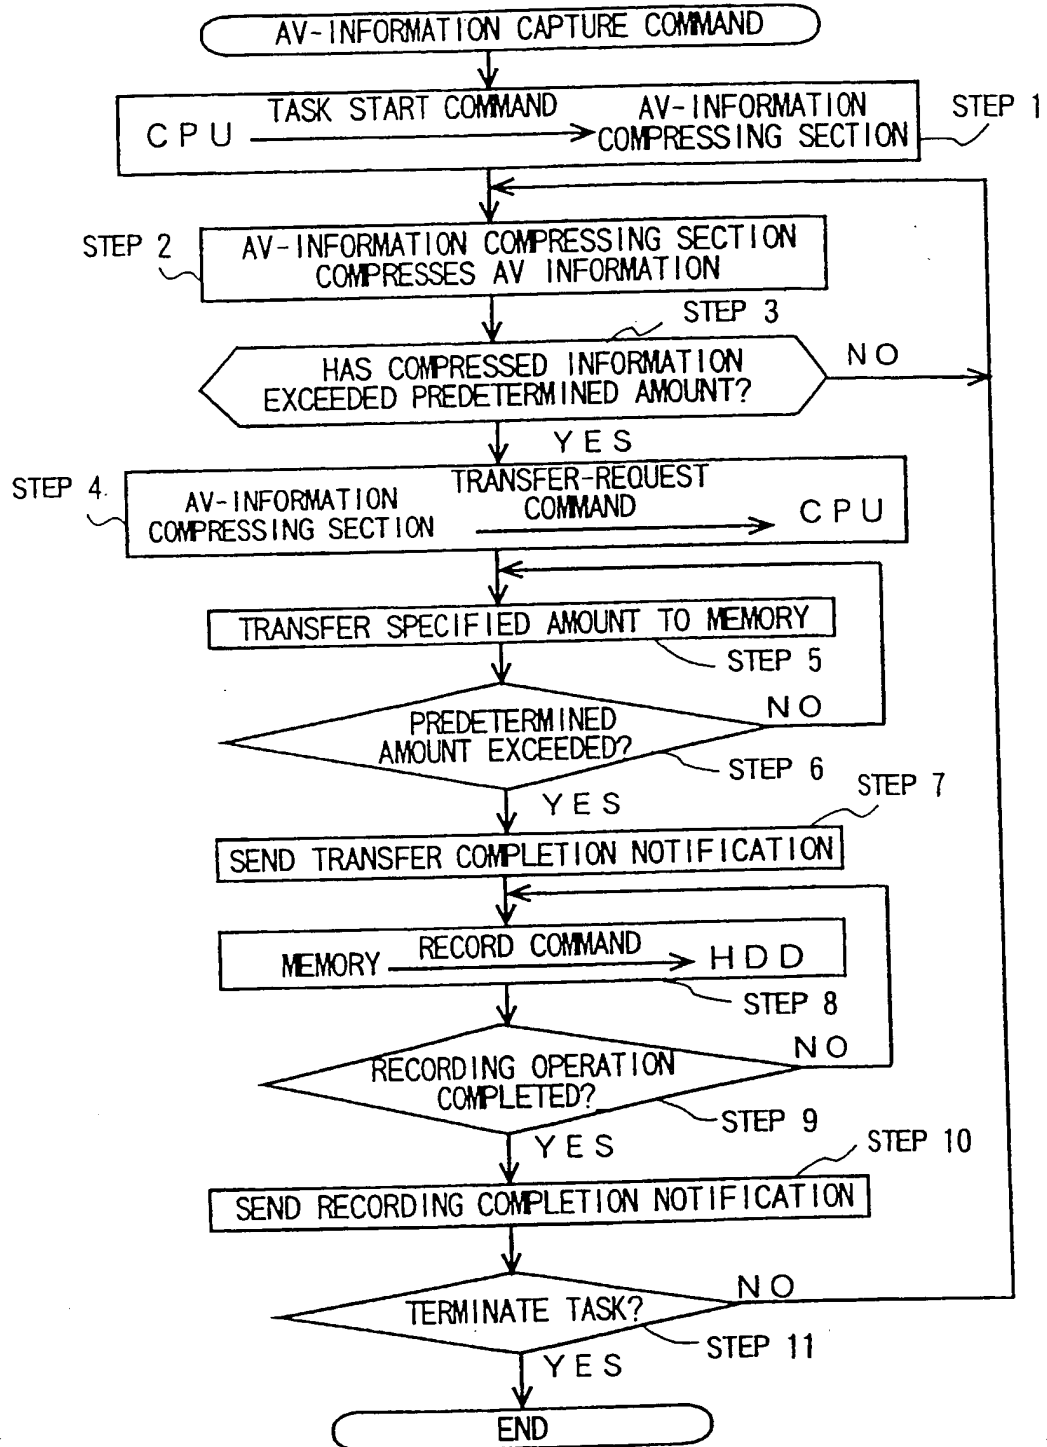 AV-INFORMATION CAPTURE COMMAND
TASK START COMMAND
CPU
AV-INFORMATION
COMPRESSING SECTION
STEP 1
STEP 2
AV-INFORMATION COMPRESSING SECTION
COMPRESSES AV INFORMATION
STEP 3
HAS COMPRESSED INFORMATION
EXCEEDED PREDETERMINED AMOUNT?
NO
YES
STEP 4
AV-INFORMATION
COMPRESSING SECTION
TRANSFER-REQUEST
COMMAND
CPU
TRANSFER SPECIFIED AMOUNT TO MEMORY
STEP 5
PREDETERMINED
AMOUNT EXCEEDED?
NO
STEP 6
YES
STEP 7
SEND TRANSFER COMPLETION NOTIFICATION
MEMORY
RECORD COMMAND
HDD
STEP 8
RECORDING OPERATION
COMPLETED?
NO
STEP 9
YES
STEP 10
SEND RECORDING COMPLETION NOTIFICATION
TERMINATE TASK?
NO
STEP 11
YES
END